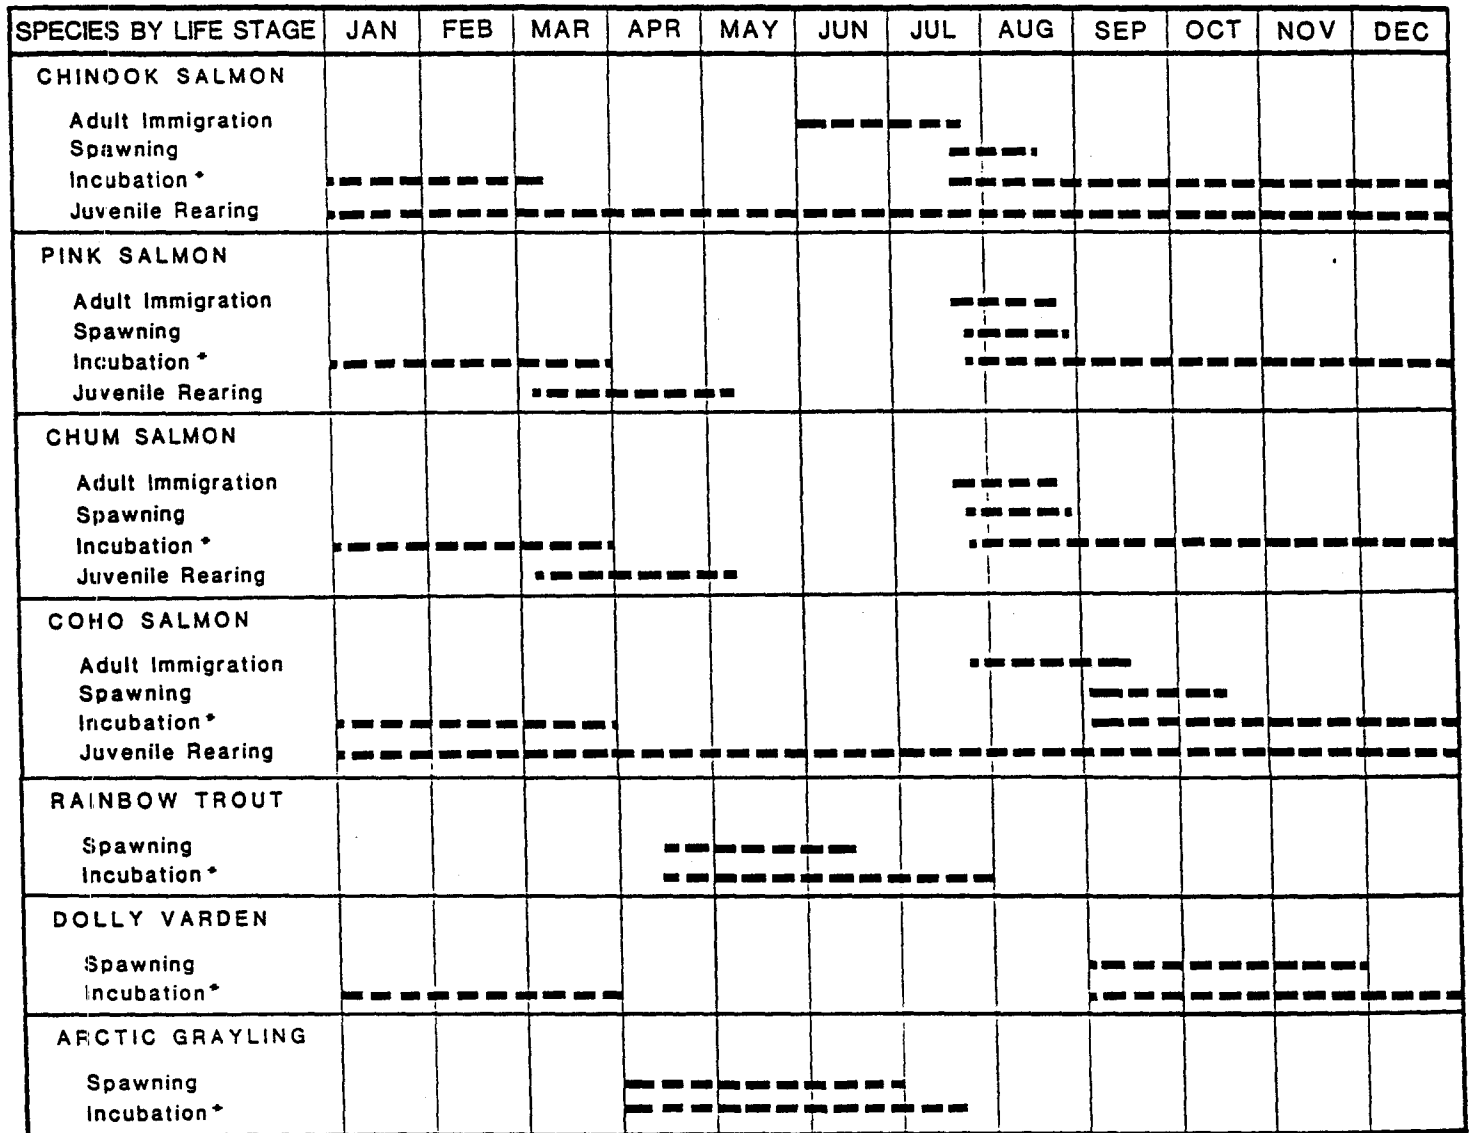 SPECIES BY LIFE STAGE JAN FEB MAR APR MAY JUN JUL AUG SEP OCT NOV DEC
CHINOOK SALMON
Adult Immigration
Spawning
Incubation*
Juvenile Rearing
PINK SALMON
Adult Immigration
Spawning
Incubation*
Juvenile Rearing
CHUM SALMON
Adult Immigration
Spawning
Incubation*
Juvenile Rearing
COHO SALMON
Adult Immigration
Spawning
Incubation*
Juvenile Rearing
RAINBOW TROUT
Spawning
Incubation*
DOLLY VARDEN
Spawning
Incubation*
ARCTIC GRAYLING
Spawning
Incubation*